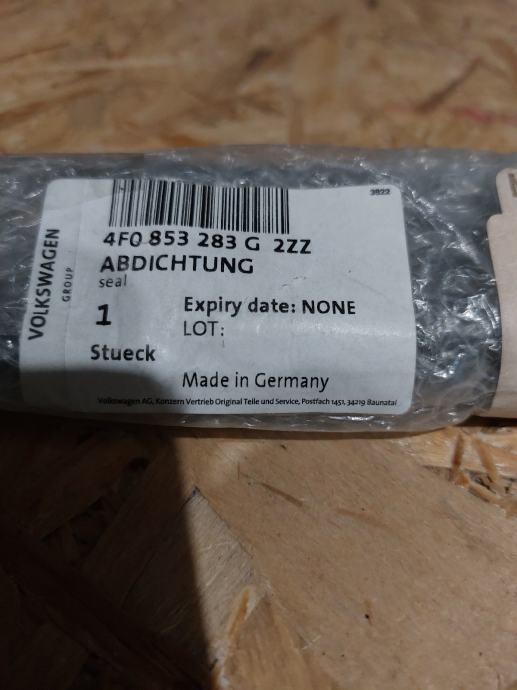 3822
4F0 853 283 G 2ZZ
ABDICHTUNG
seal
VOLKSWAGEN
GROUP
1
Expiry date: NONE
LOT:
Stueck
Made in Germany
Volkswagen AG, Konzern Vertrieb Original Teile und Service, Postfach 1451, 34219 Baunatal